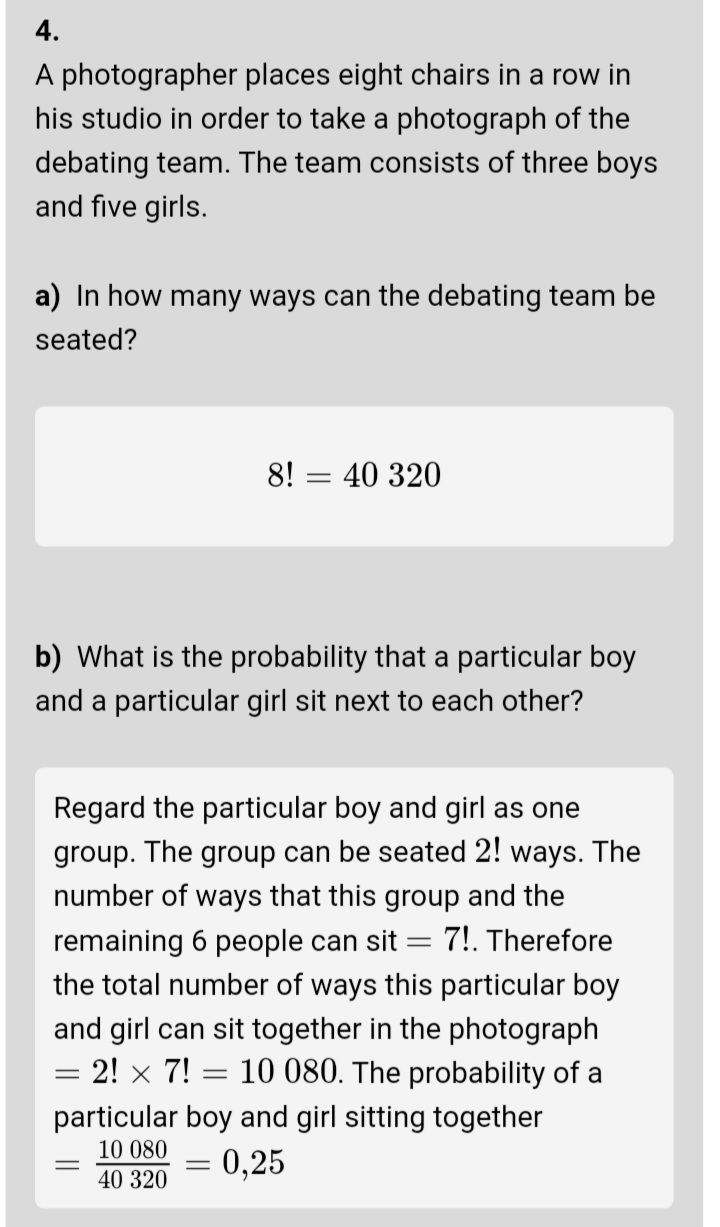 4.
A photographer places eight chairs in a row in
his studio in order to take a photograph of the
debating team. The team consists of three boys
and five girls.
a) In how many ways can the debating team be
seated?
8! = 40 320
b) What is the probability that a particular boy
and a particular girl sit next to each other?
Regard the particular boy and girl as one
group. The group can be seated 2! ways. The
number of ways that this group and the
remaining 6 people can sit = 7!. Therefore
the total number of ways this particular boy
and girl can sit together in the photograph
= 2! × 7! = 10 080. The probability of a
particular boy and girl sitting together
= \frac{10 080}{40 320} = 0,25